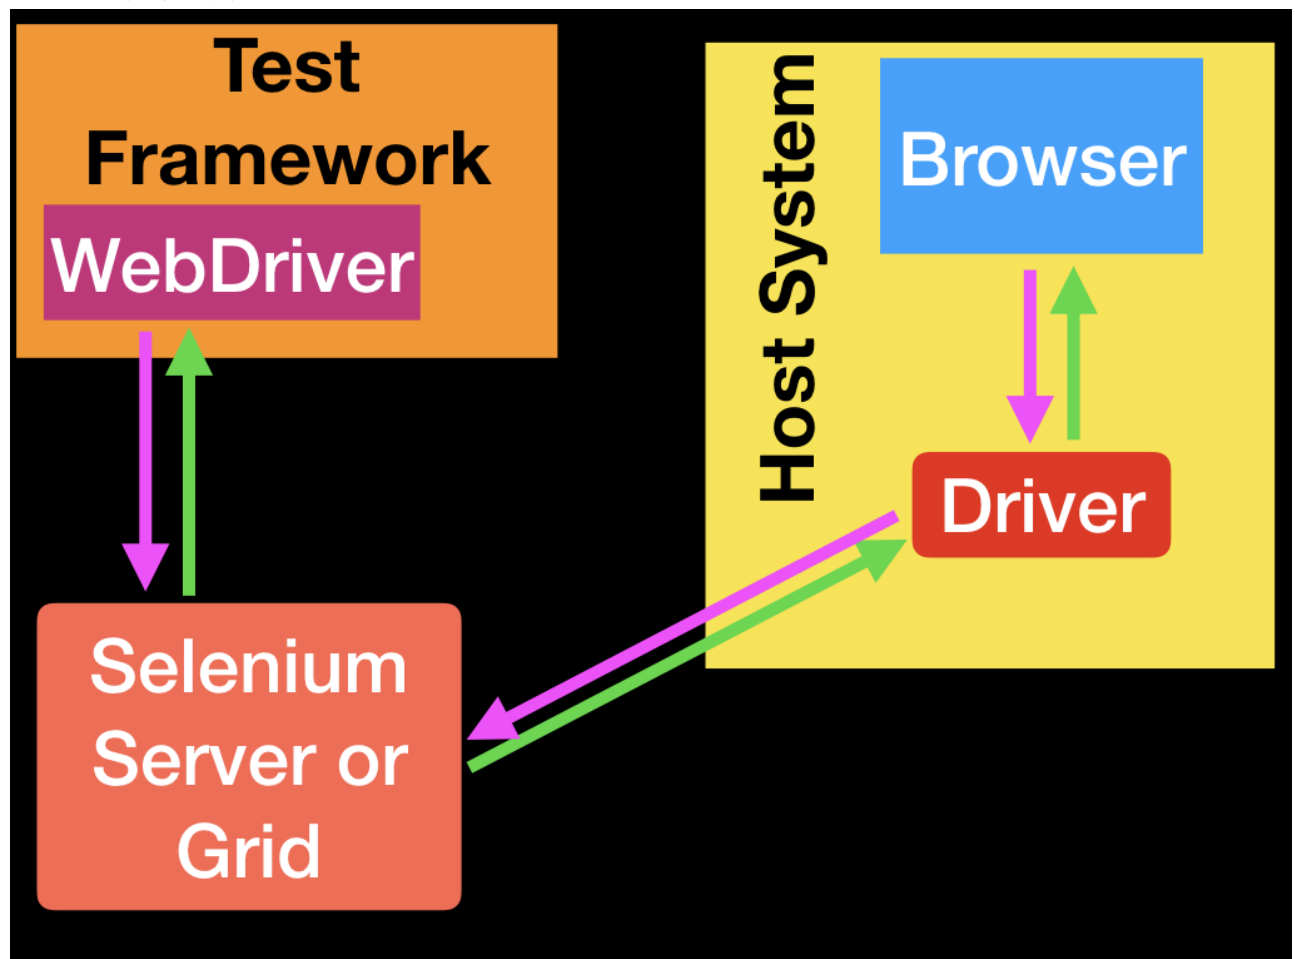 Test
Framework
WebDriver
Selenium
Server or
Grid
Host System
Browser
Driver